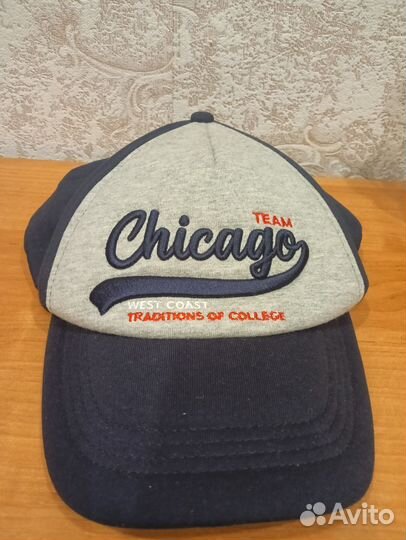 TEAM
Chicago
WEST COAST
TRADITIONS OF COLLEGE
Avito